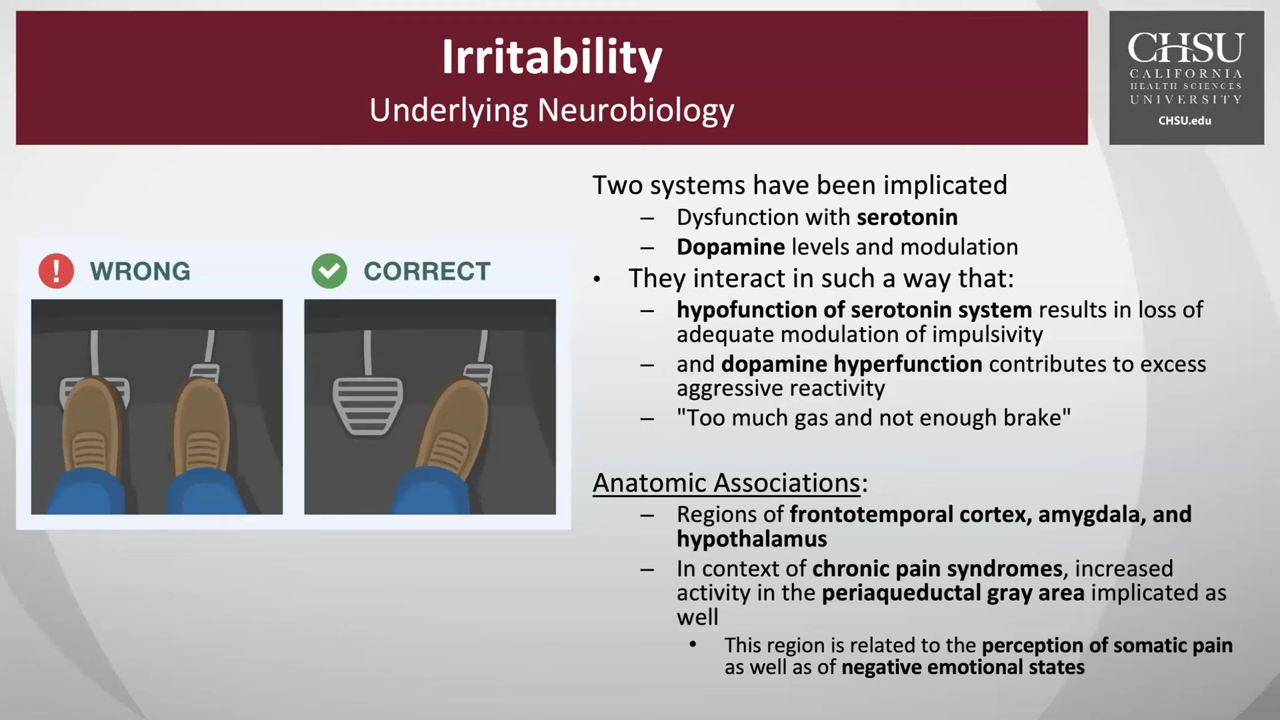 Irritability
Underlying Neurobiology
CHSU
CALIFORNIA
HEALTH SCIENCES
UNIVERSITY
CHSU.edu
! WRONG
CORRECT
Two systems have been implicated
– Dysfunction with serotonin
– Dopamine levels and modulation
• They interact in such a way that:
– hypofunction of serotonin system results in loss of
adequate modulation of impulsivity
– and dopamine hyperfunction contributes to excess
aggressive reactivity
– "Too much gas and not enough brake"
Anatomic Associations:
– Regions of frontotemporal cortex, amygdala, and
hypothalamus
– In context of chronic pain syndromes, increased
activity in the periaqueductal gray area implicated as
well
• This region is related to the perception of somatic pain
as well as of negative emotional states